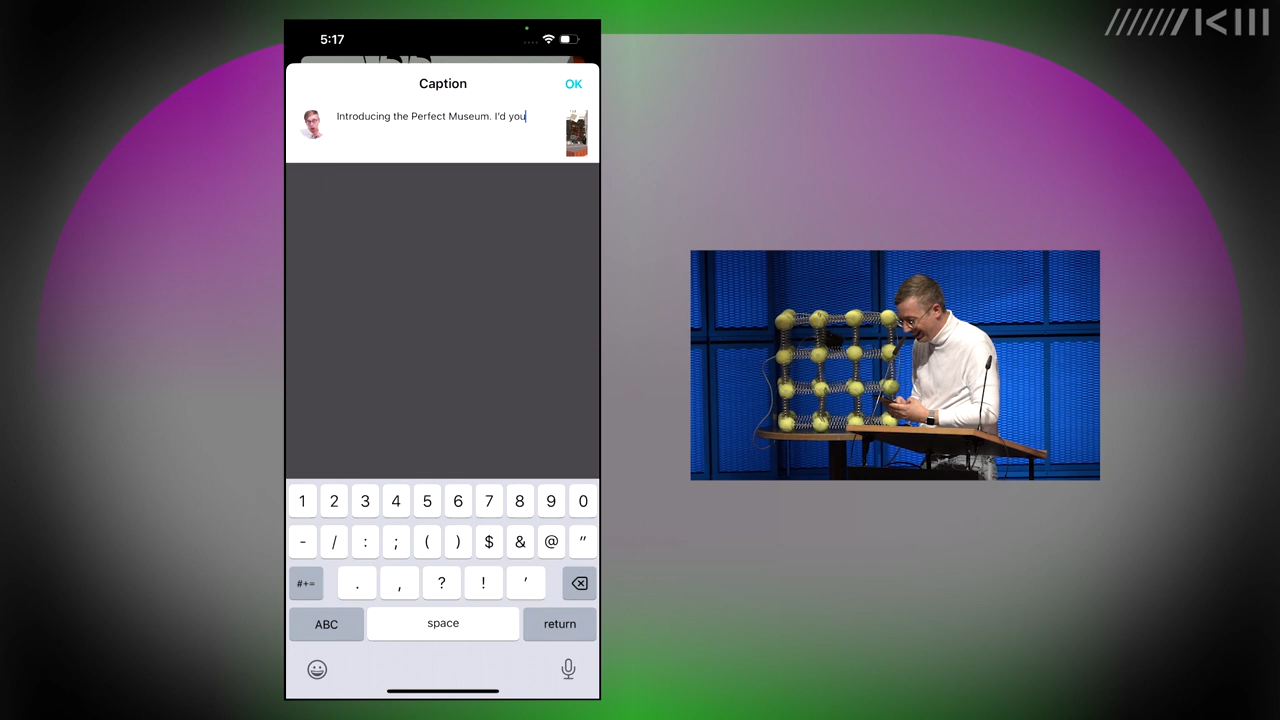 5:17
Caption
OK
Introducing the Perfect Museum. I'd you
1 2 3 4 5 6 7 8 9 0
- / : ; ( ) $ & @ "
#+= . , ? ! '
ABC space return